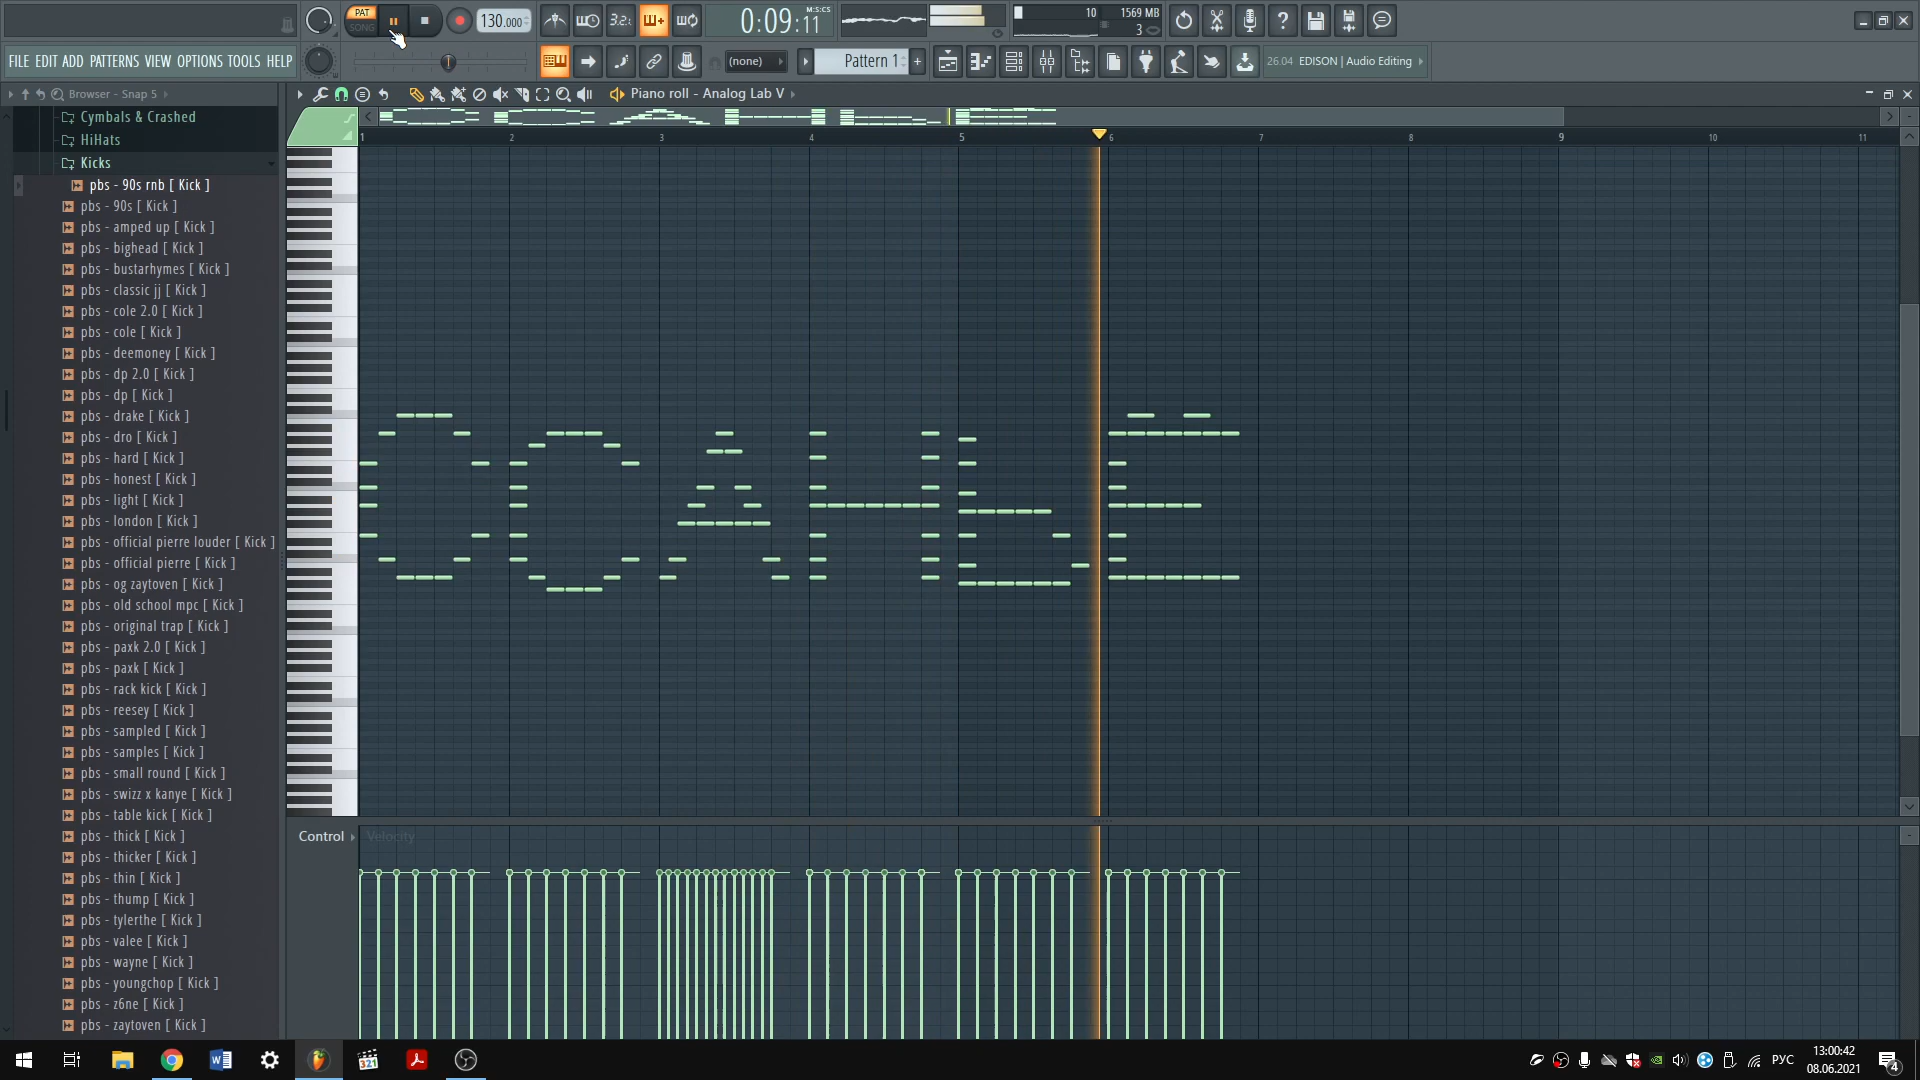 PAT
SONG
130.000
3.2:
0:09:11
M:S:CS
10
1569 MB
3
FILE EDIT ADD PATTERNS VIEW OPTIONS TOOLS HELP
(none)
Pattern 1
26.04 EDISON | Audio Editing
Browser - Snap 5
Piano roll - Analog Lab V
1 2 3 4 5 6 7 8 9 10 11
Cymbals & Crashed
HiHats
Kicks
pbs - 90s rnb [ Kick ]
pbs - 90s [ Kick ]
pbs - amped up [ Kick ]
pbs - bighead [ Kick ]
pbs - bustarhymes [ Kick ]
pbs - classic jj [ Kick ]
pbs - cole 2.0 [ Kick ]
pbs - cole [ Kick ]
pbs - deemoney [ Kick ]
pbs - dp 2.0 [ Kick ]
pbs - dp [ Kick ]
pbs - drake [ Kick ]
pbs - dro [ Kick ]
pbs - hard [ Kick ]
pbs - honest [ Kick ]
pbs - light [ Kick ]
pbs - london [ Kick ]
pbs - official pierre louder [ Kick ]
pbs - official pierre [ Kick ]
pbs - og zaytoven [ Kick ]
pbs - old school mpc [ Kick ]
pbs - original trap [ Kick ]
pbs - paxk 2.0 [ Kick ]
pbs - paxk [ Kick ]
pbs - rack kick [ Kick ]
pbs - reesey [ Kick ]
pbs - sampled [ Kick ]
pbs - samples [ Kick ]
pbs - small round [ Kick ]
pbs - swizz x kanye [ Kick ]
pbs - table kick [ Kick ]
pbs - thick [ Kick ]
pbs - thicker [ Kick ]
pbs - thin [ Kick ]
pbs - thump [ Kick ]
pbs - tylerthe [ Kick ]
pbs - valee [ Kick ]
pbs - wayne [ Kick ]
pbs - youngchop [ Kick ]
pbs - z6ne [ Kick ]
pbs - zaytoven [ Kick ]
ОСАНЬЁ
Control
Velocity
321
РУС
13:00:42
08.06.2021
4